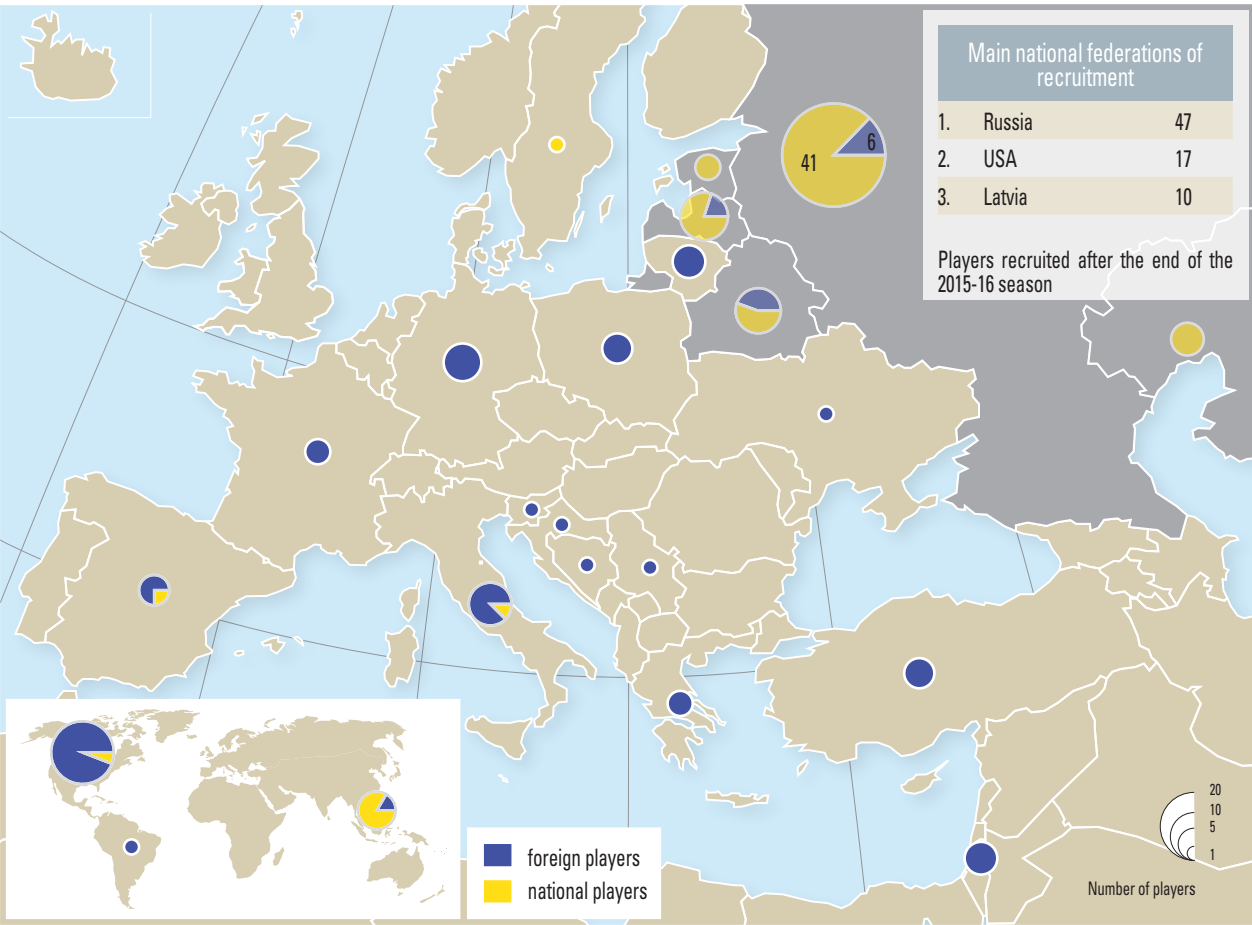 Main national federations of
recruitment
1. Russia 47
2. USA 17
3. Latvia 10
Players recruited after the end of the
2015-16 season
41
6
foreign players
national players
20
10
5
1
Number of players